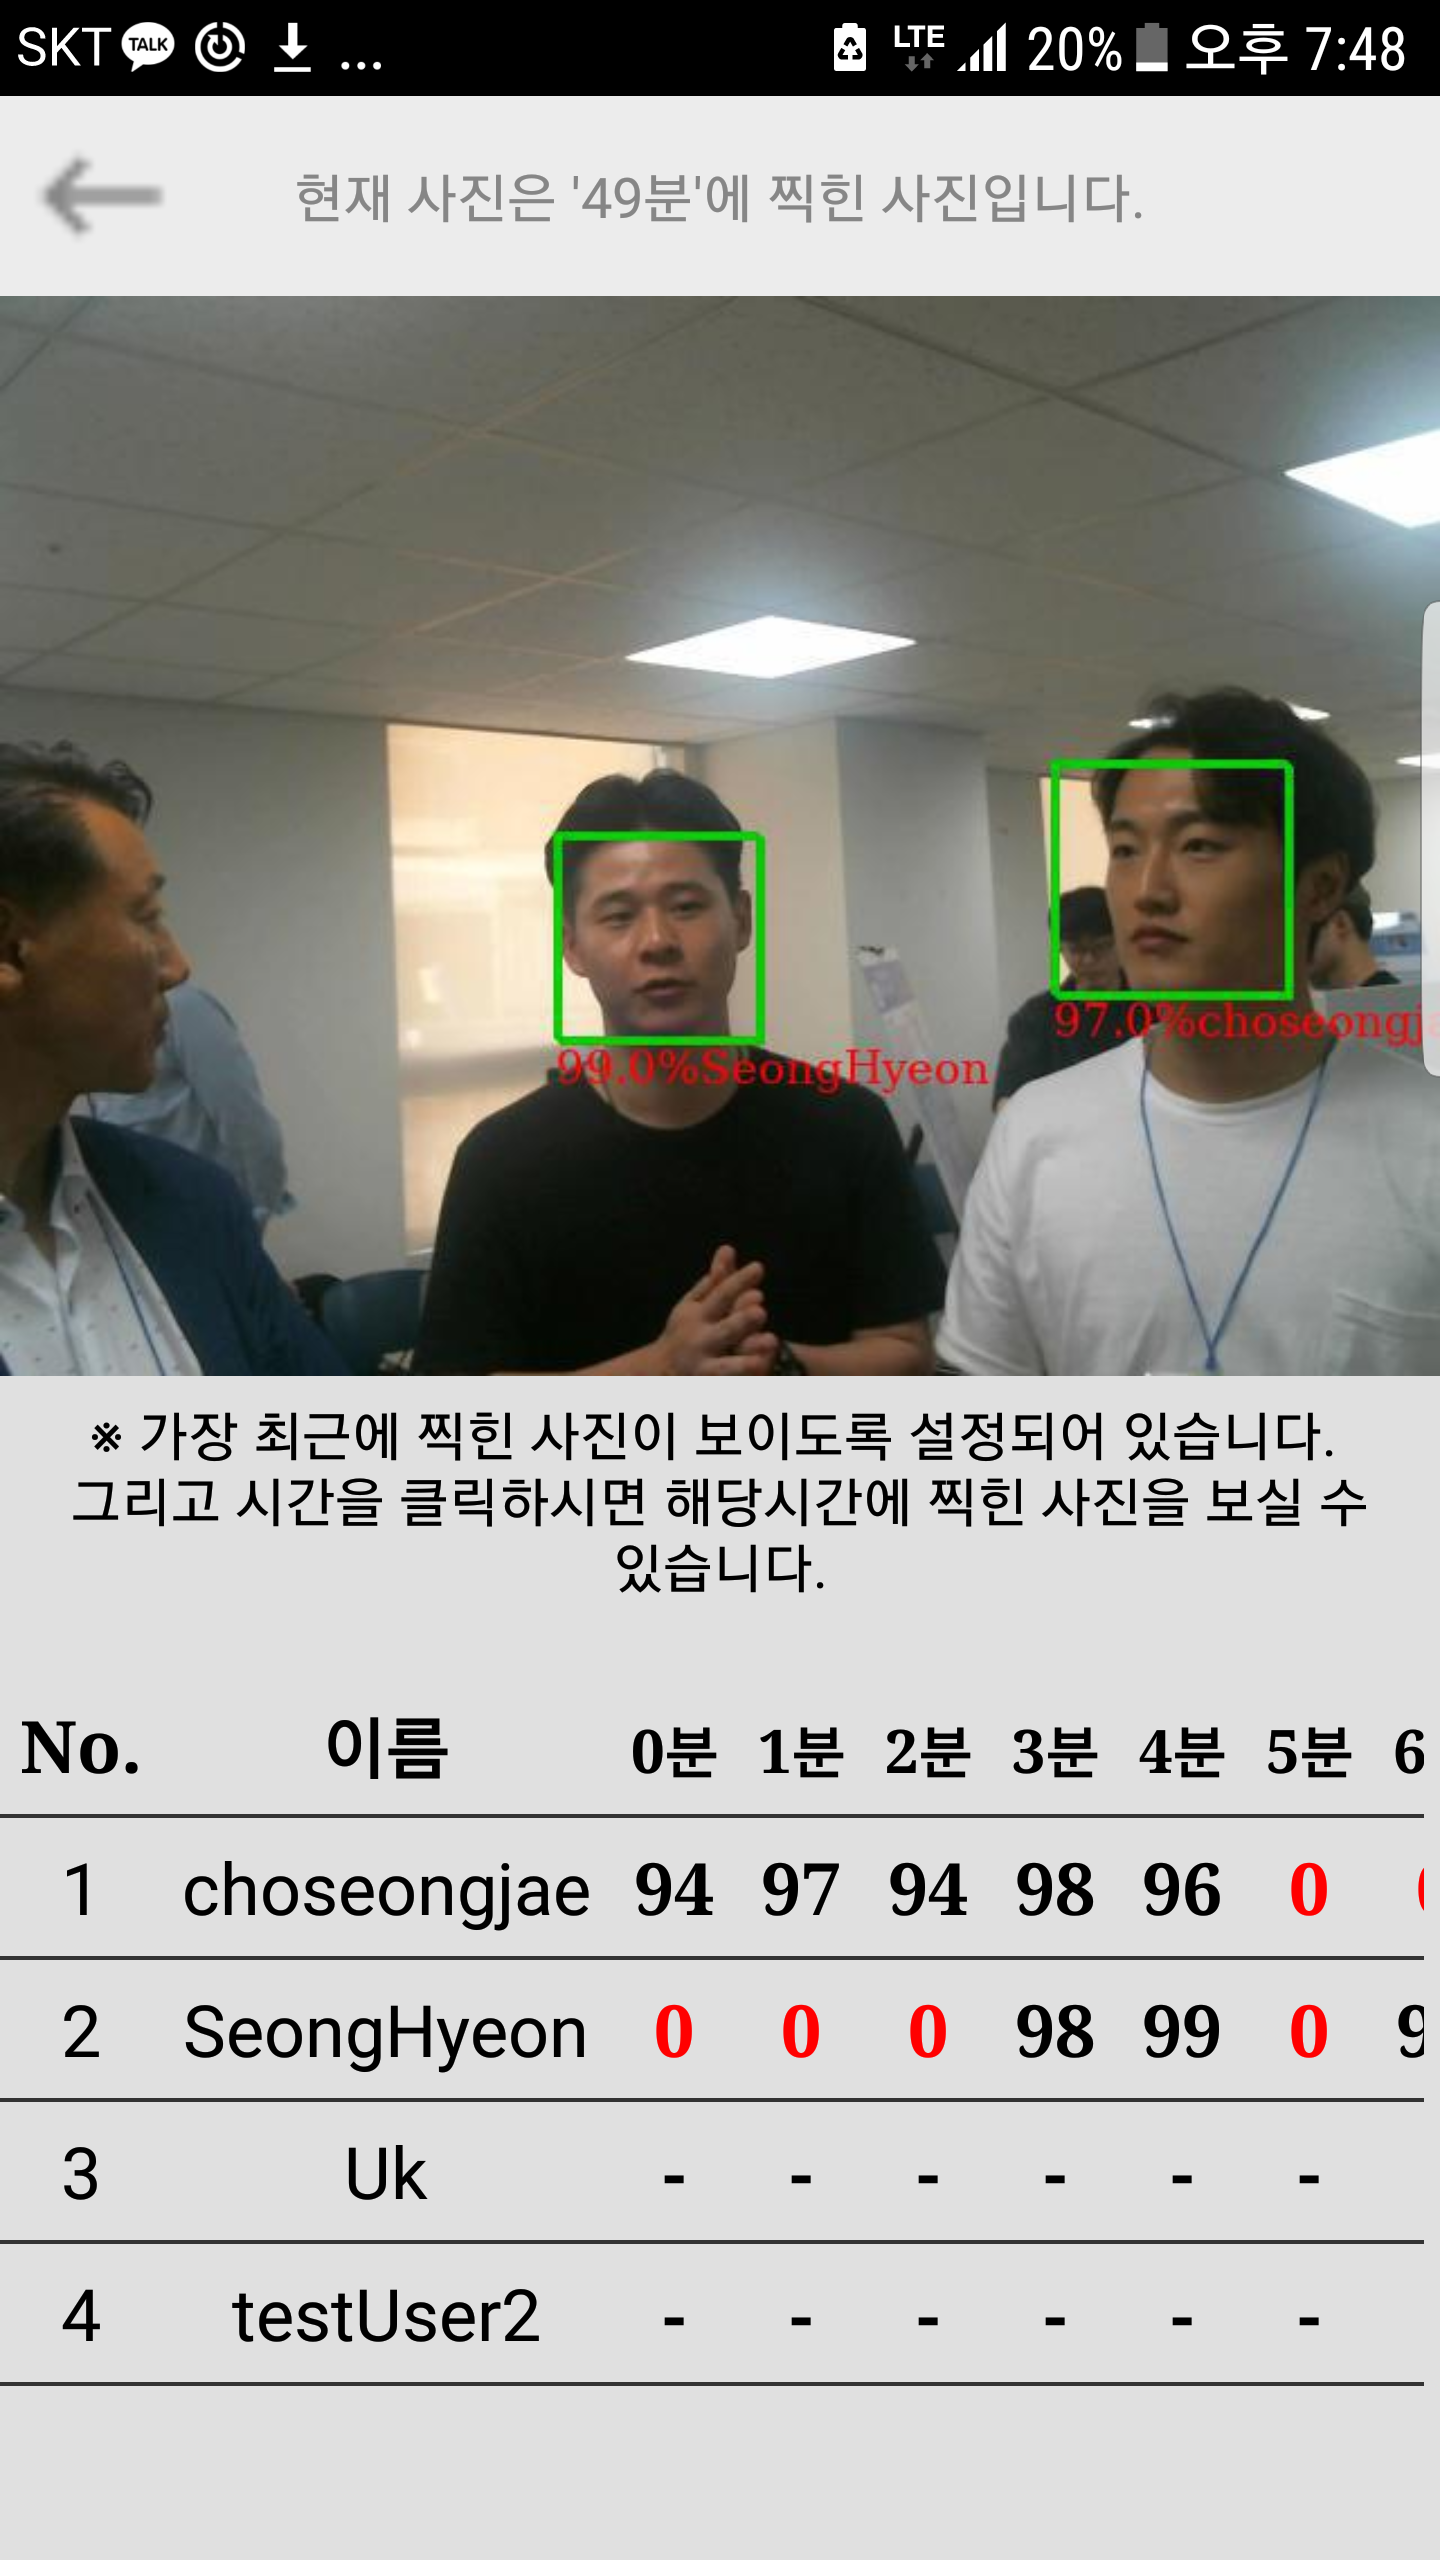 SKT TALK ... LTE 20% 오후 7:48
현재 사진은 '49분'에 찍힌 사진입니다.
97.0%choseongj
99.0%SeongHyeon
※ 가장 최근에 찍힌 사진이 보이도록 설정되어 있습니다.
그리고 시간을 클릭하시면 해당시간에 찍힌 사진을 보실 수
있습니다.
No. 이름 0분 1분 2분 3분 4분 5분 6
1 choseongjae 94 97 94 98 96 0
2 SeongHyeon 0 0 0 98 99 0 9
3 Uk - - - - - -
4 testUser2 - - - - - -